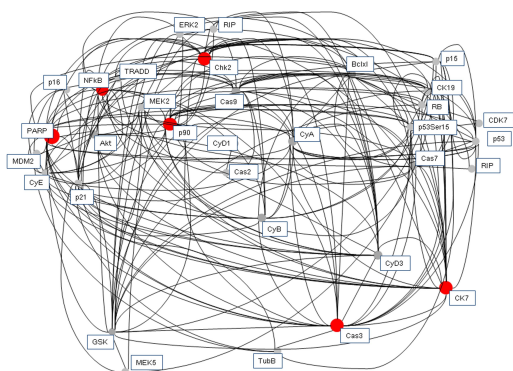 ERK2
RIP
Chk2
Bclxl
p15
p16
NFkB
TRADD
CK19
MEK2
Cas9
RB
CDK7
PARP
p90
CyA
p53Ser15
p53
Akt
CyD1
MDM2
Cas7
RIP
CyE
Cas2
p21
CyB
CyD3
CK7
GSK
Cas3
MEK5
TubB